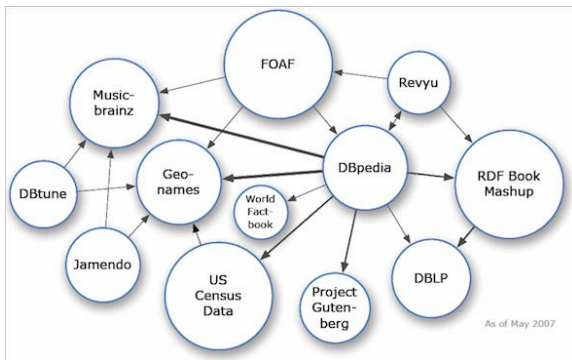 FOAF
Revyu
Music-
brainz
DBpedia
RDF Book
Mashup
Geo-
names
DBtune
World
Fact-
book
Jamendo
US
Census
Data
Project
Guten-
berg
DBLP
As of May 2007